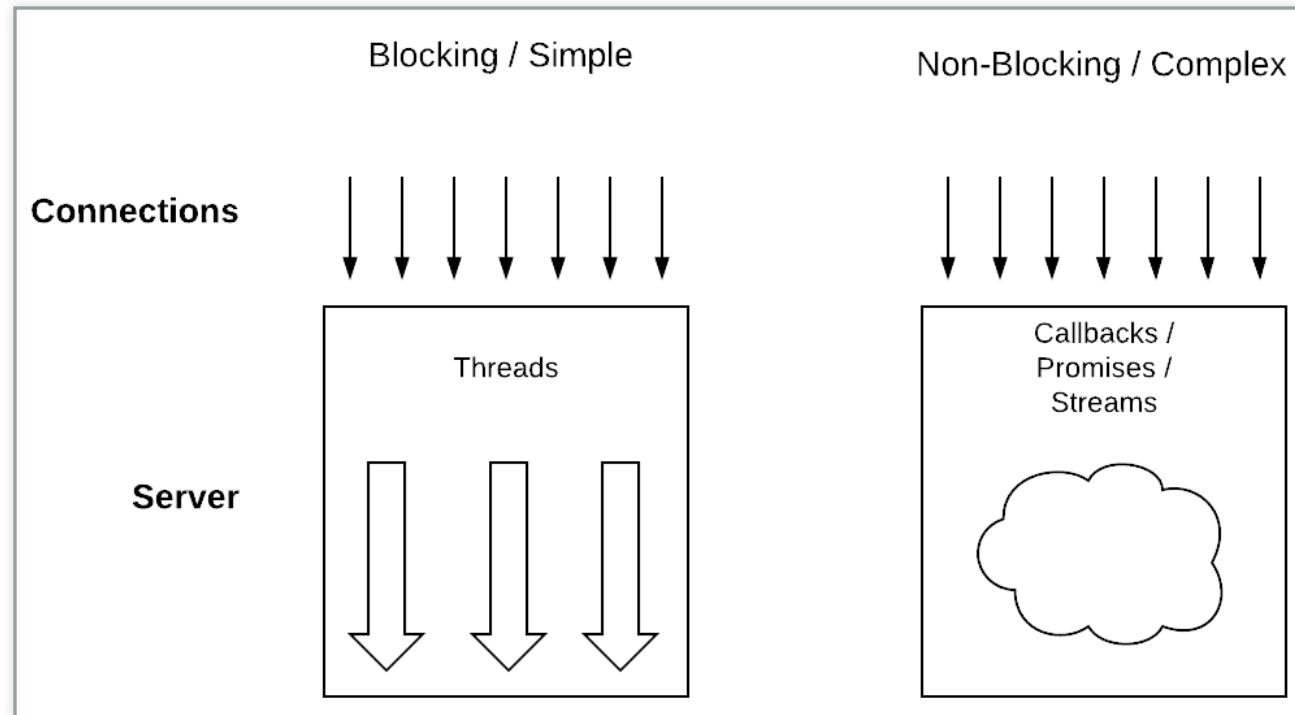 Blocking / Simple
Non-Blocking / Complex
Connections
Threads
Callbacks /
Promises /
Streams
Server